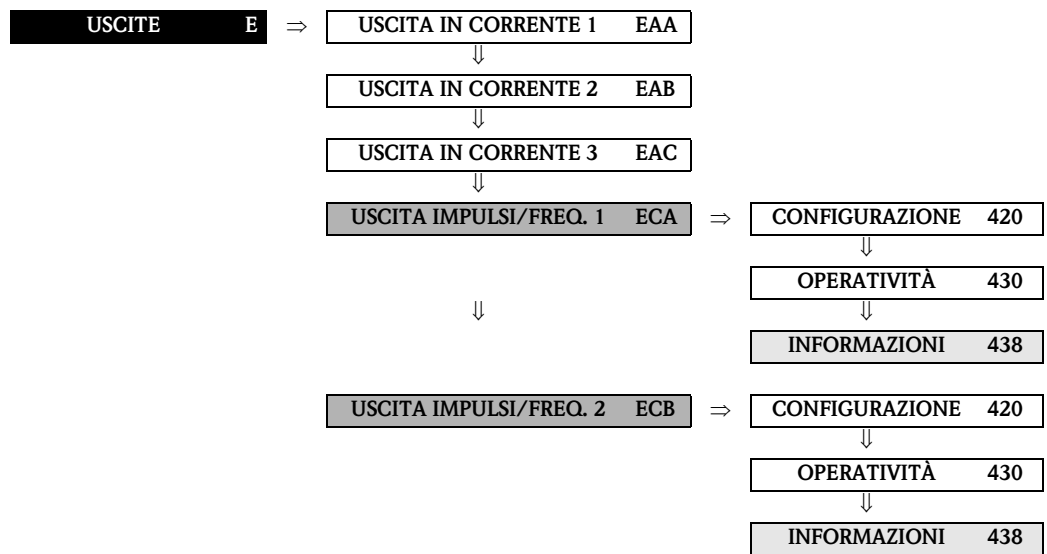 USCITE E ⇒ USCITA IN CORRENTE 1 EAA
⇓
USCITA IN CORRENTE 2 EAB
⇓
USCITA IN CORRENTE 3 EAC
⇓
USCITA IMPULSI/FREQ. 1 ECA ⇒ CONFIGURAZIONE 420
⇓
OPERATIVITÀ 430
⇓ ⇓
INFORMAZIONI 438
USCITA IMPULSI/FREQ. 2 ECB ⇒ CONFIGURAZIONE 420
⇓
OPERATIVITÀ 430
⇓
INFORMAZIONI 438